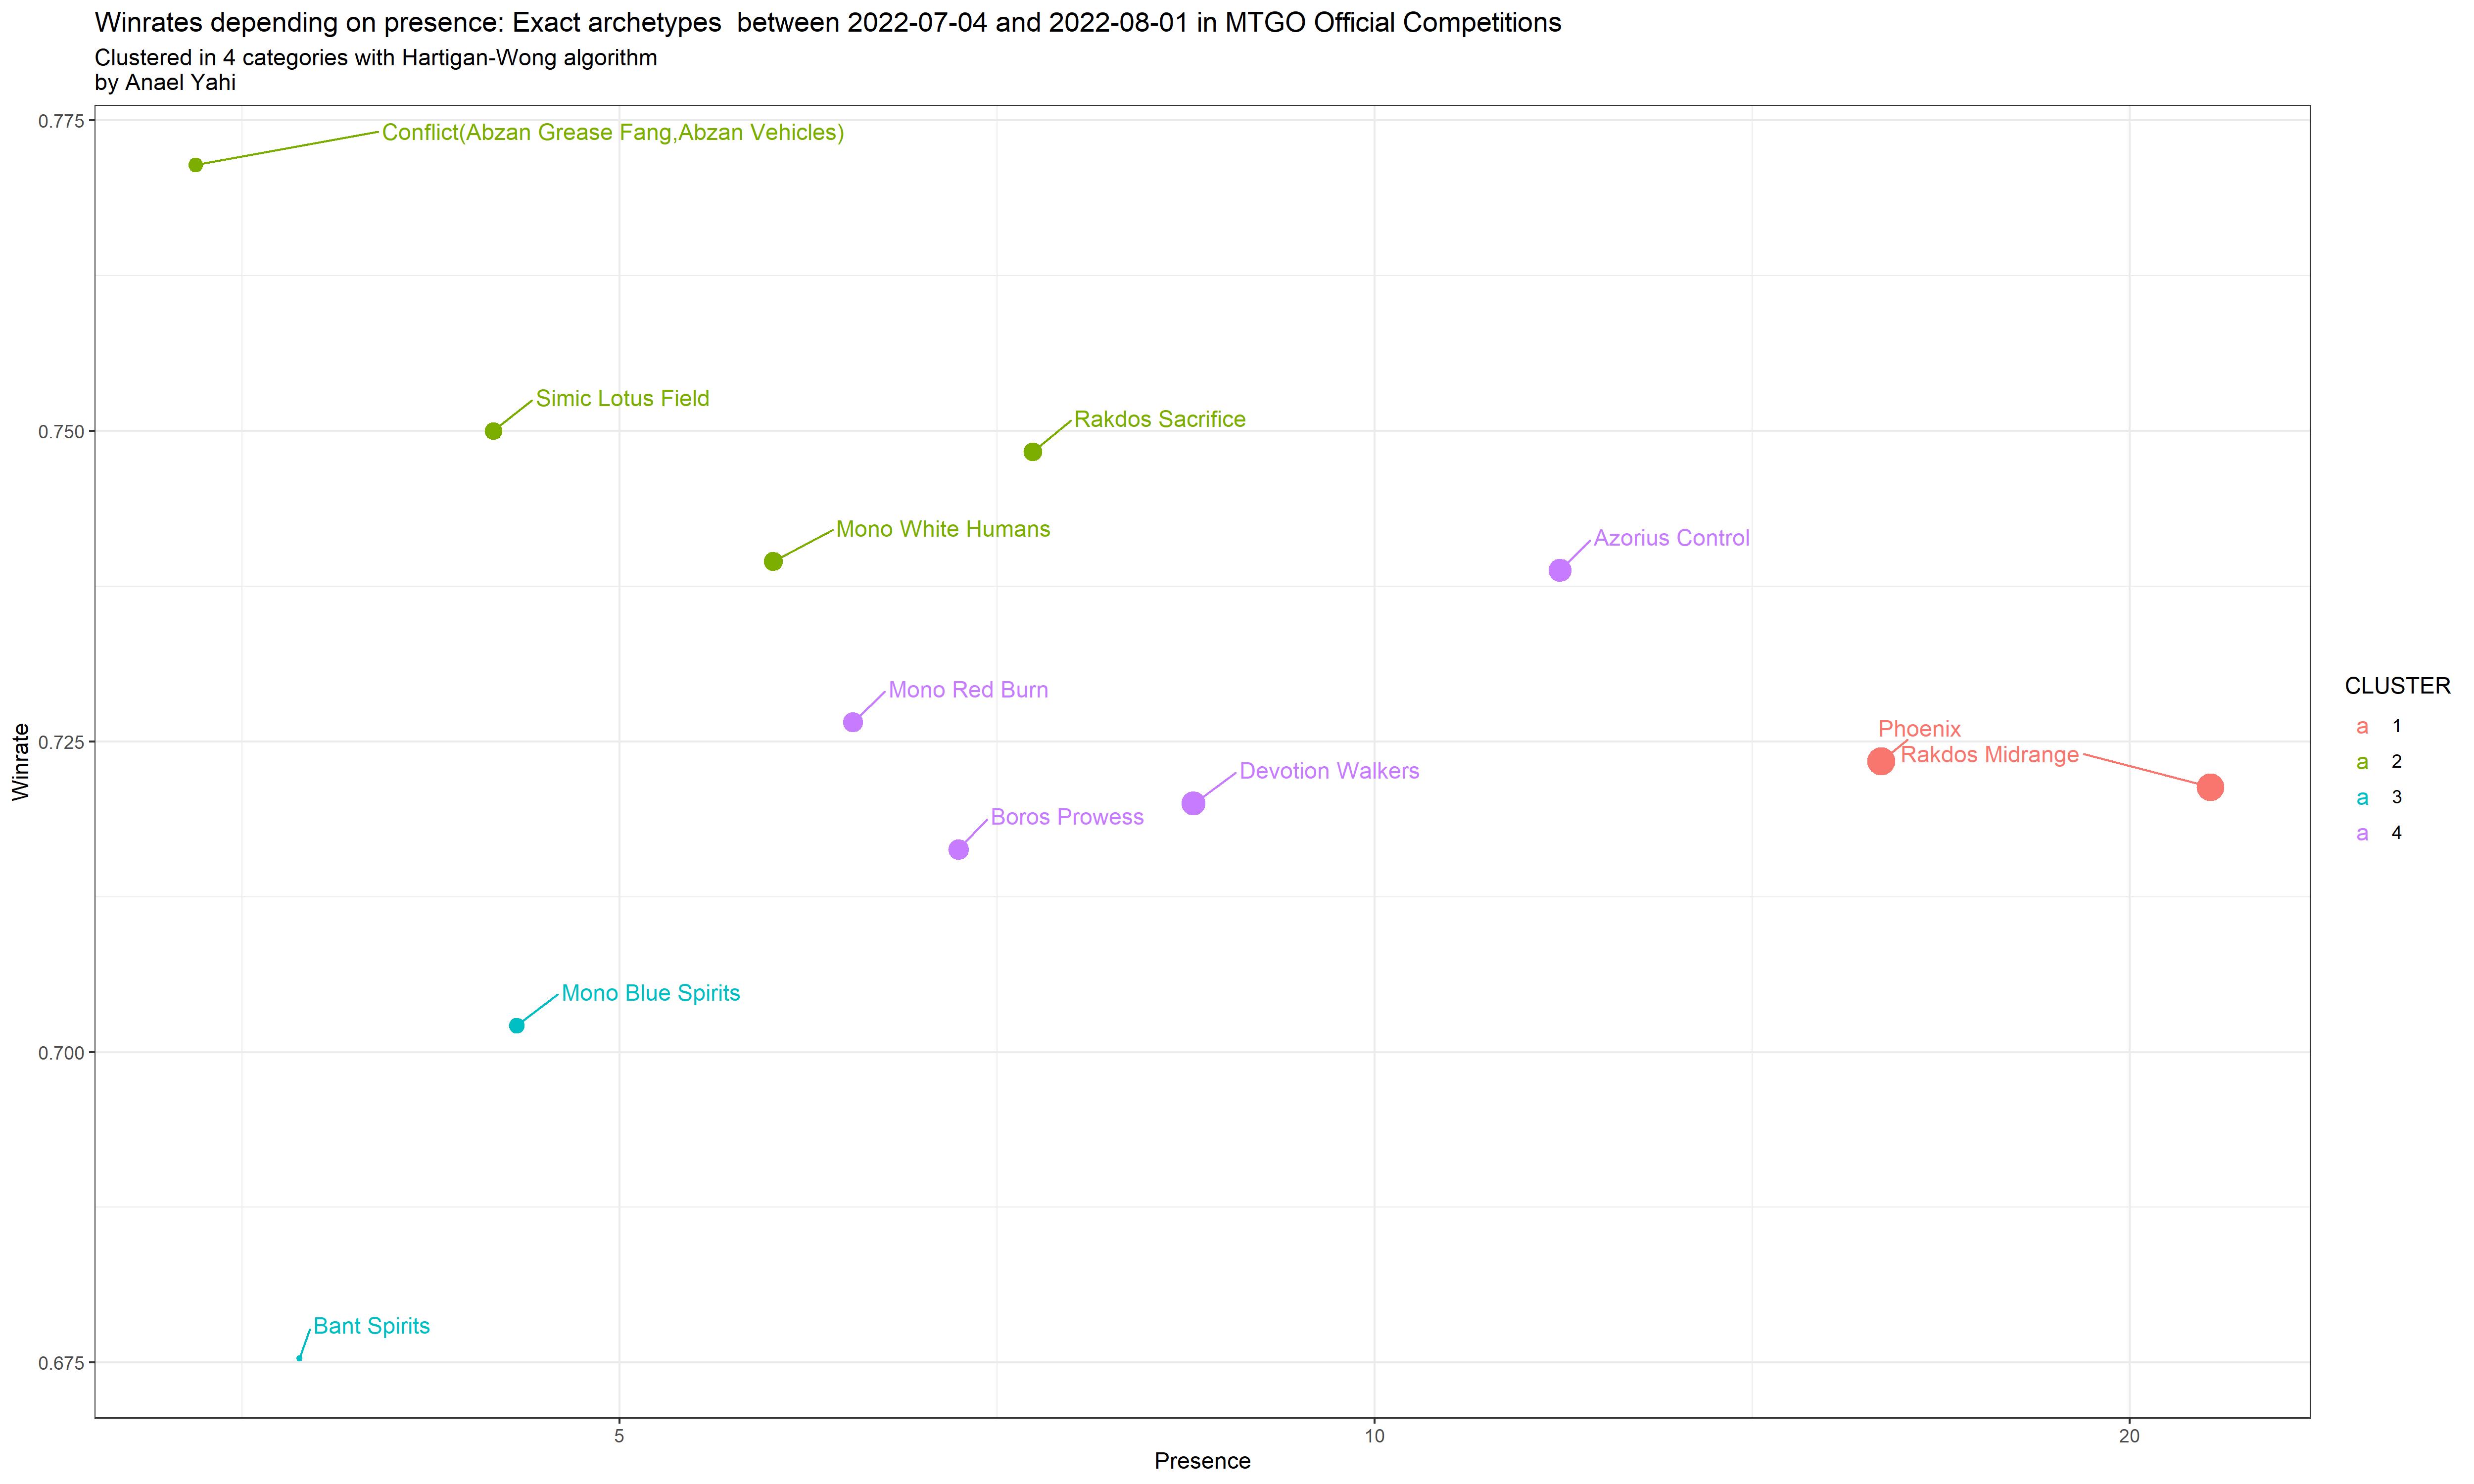 Winrates depending on presence: Exact archetypes  between 2022-07-04 and 2022-08-01 in MTGO Official Competitions
Clustered in 4 categories with Hartigan-Wong algorithm
by Anael Yahi
0.775
Conflict(Abzan Grease Fang,Abzan Vehicles)
Simic Lotus Field
Rakdos Sacrifice
0.750
Mono White Humans
Azorius Control
Mono Red Burn
Phoenix
0.725
Rakdos Midrange
Devotion Walkers
Boros Prowess
Mono Blue Spirits
0.700
Bant Spirits
0.675
Winrate
5
10
20
Presence
CLUSTER
a 1
a 2
a 3
a 4